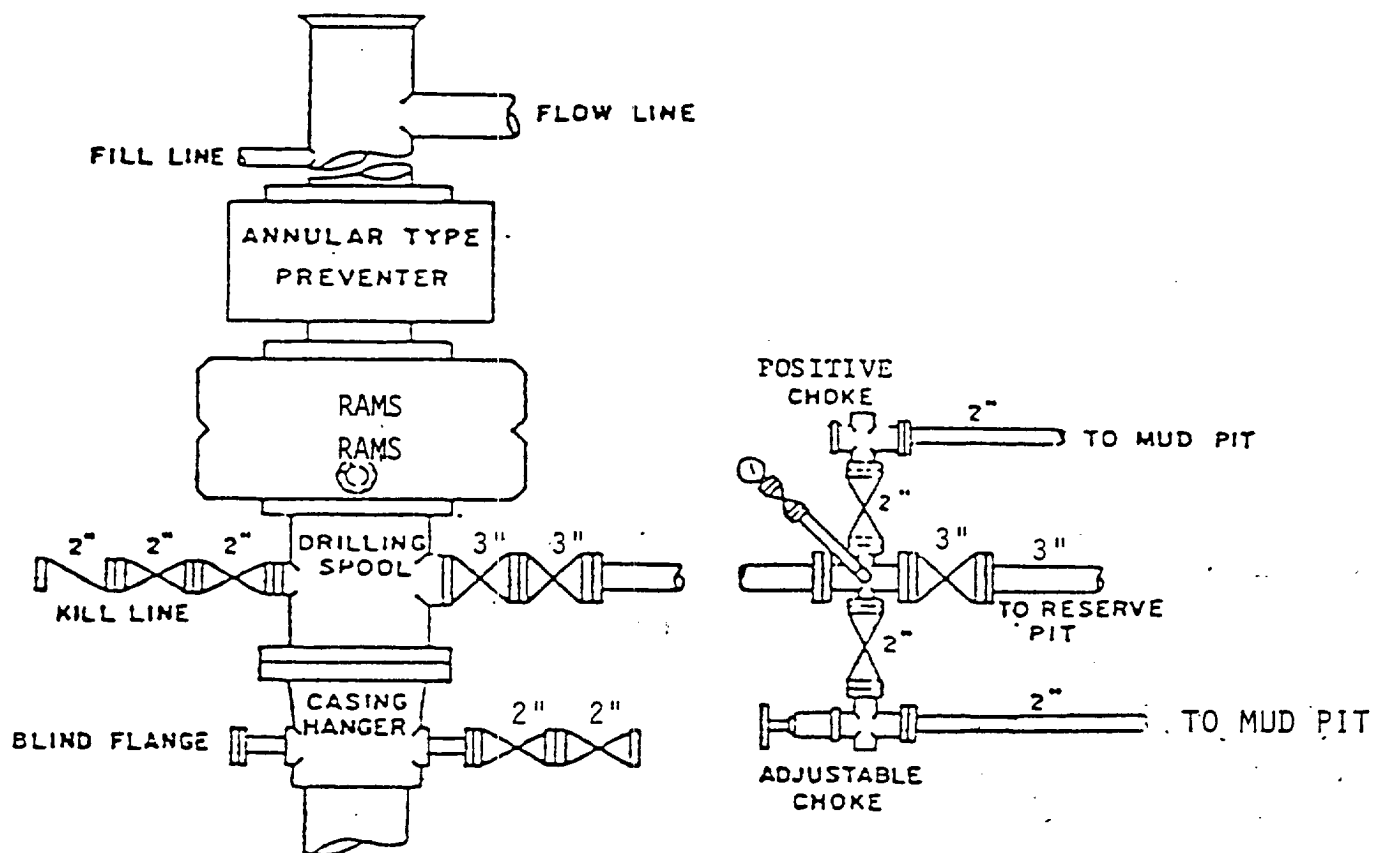 FLOW LINE
FILL LINE
ANNULAR TYPE
PREVENTER
RAMS
RAMS
POSITIVE
CHOKE
2"
TO MUD PIT
2"
2" 2" 2"
DRILLING
SPOOL
3" 3"
3" 3"
KILL LINE
TO RESERVE
PIT
2"
CASING
HANGER
2" 2"
BLIND FLANGE
2"
TO MUD PIT
ADJUSTABLE
CHOKE